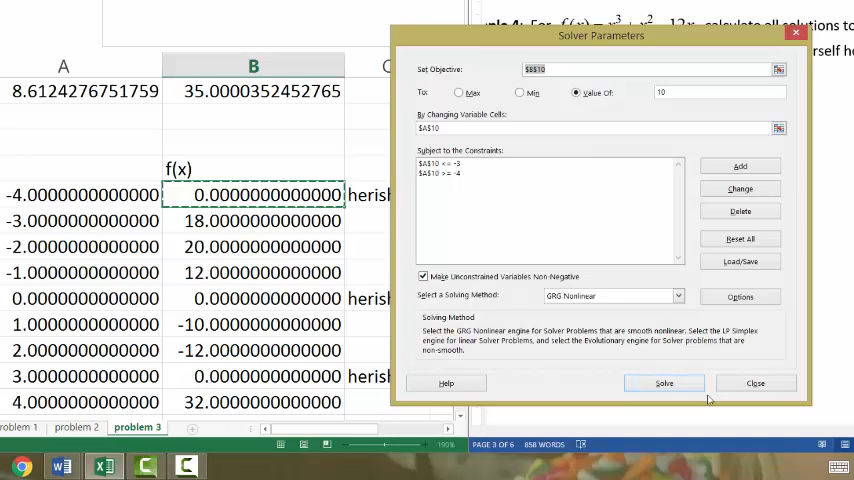 Solver Parameters
calculate all solutions to
A
B
8.6124276751759
35.0000352452765
f(x)
-4.0000000000000
0.0000000000000
herish
-3.0000000000000
18.0000000000000
-2.0000000000000
20.0000000000000
-1.0000000000000
12.0000000000000
0.0000000000000
0.0000000000000
herish
1.0000000000000
-10.0000000000000
2.0000000000000
-12.0000000000000
3.0000000000000
0.0000000000000
herish
4.0000000000000
32.0000000000000
Set Objective:
$B$10
To:
Max
Min
Value Of:
10
By Changing Variable Cells:
$A$10
Subject to the Constraints:
$A$10 <= -3
$A$10 >= -4
Add
Change
Delete
Reset All
Load/Save
Make Unconstrained Variables Non-Negative
Select a Solving Method:
GRG Nonlinear
Options
Solving Method
Select the GRG Nonlinear engine for Solver Problems that are smooth nonlinear. Select the LP Simplex
engine for linear Solver Problems, and select the Evolutionary engine for Solver problems that are
non-smooth.
Help
Solve
Close
problem 2
problem 3
190%
PAGE 3 OF 6
858 WORDS